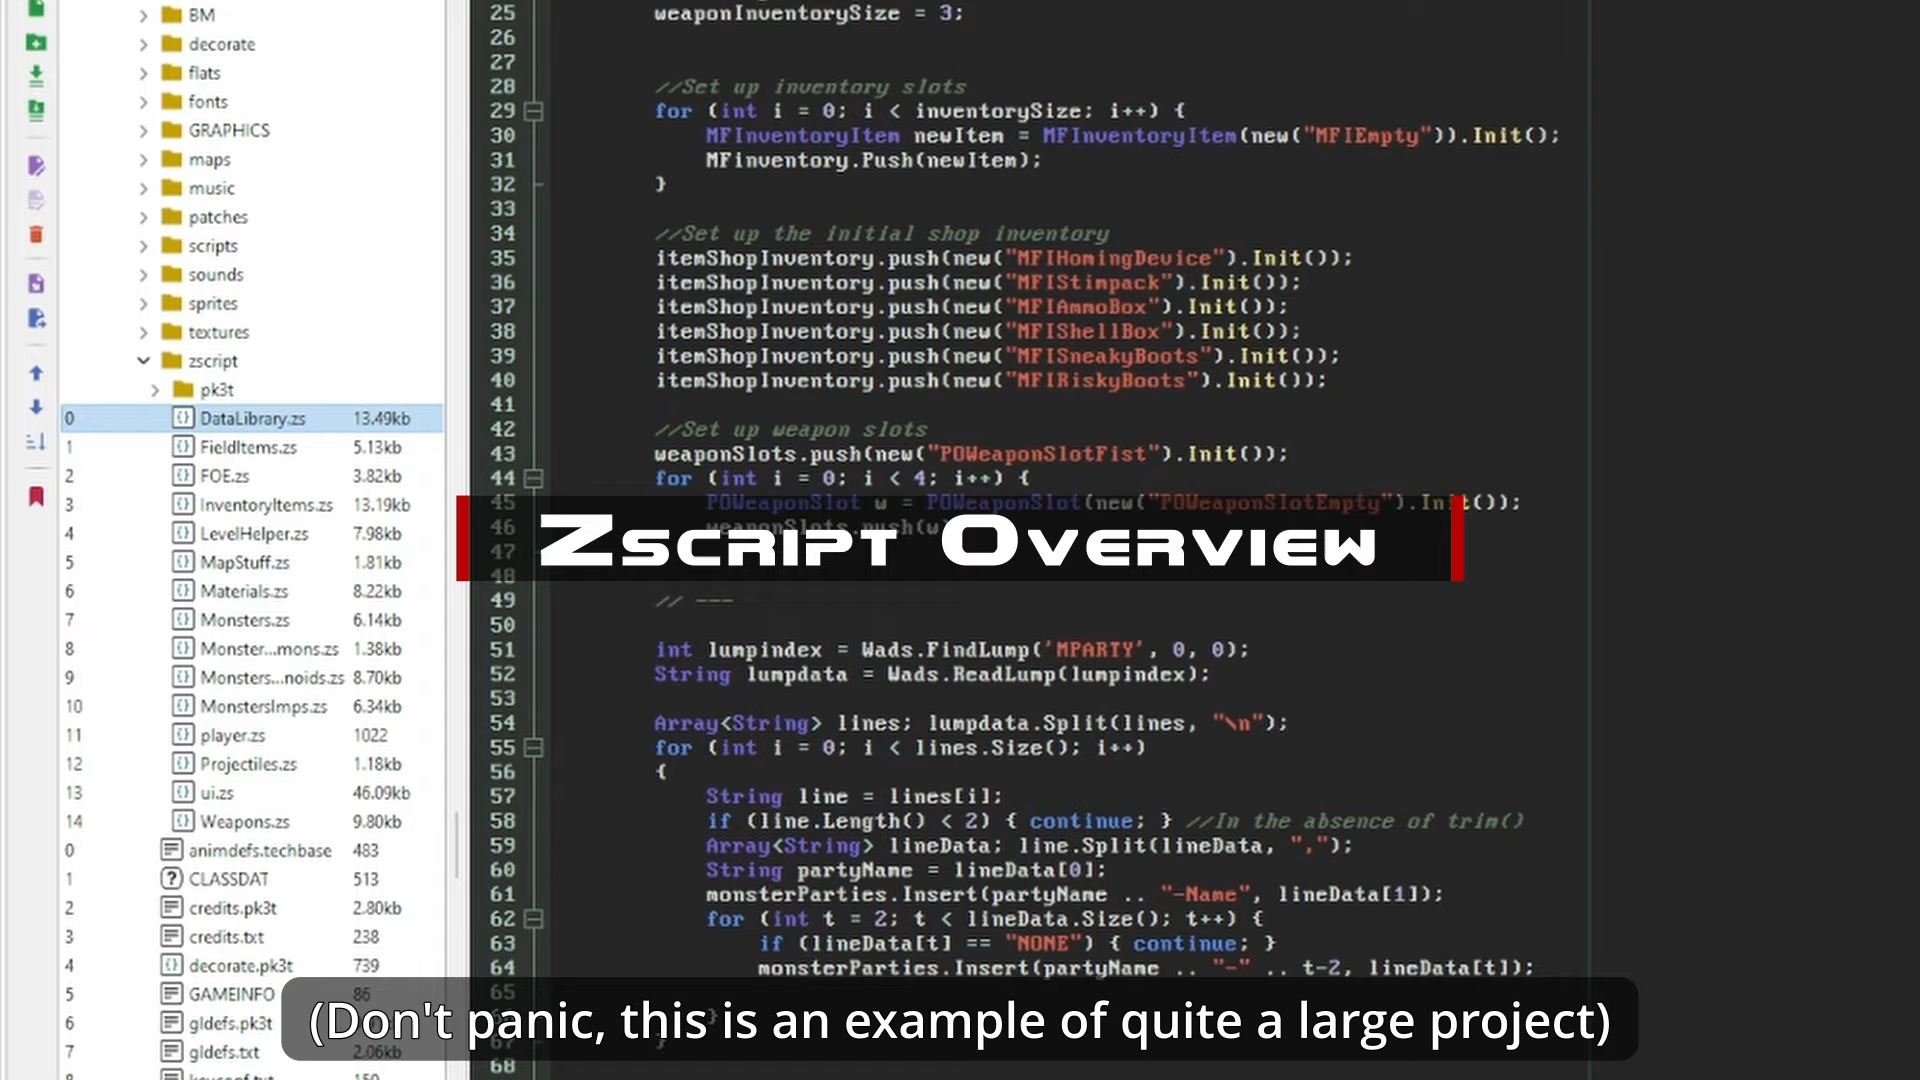 BM
decorate
flats
fonts
GRAPHICS
maps
music
patches
scripts
sounds
sprites
textures
zscript
pk3t
0 DataLibrary.zs 13.49kb
1 FieldItems.zs 5.13kb
2 FOE.zs 3.82kb
3 InventoryItems.zs 13.19kb
4 LevelHelper.zs 7.98kb
5 MapStuff.zs 1.81kb
6 Materials.zs 8.22kb
7 Monsters.zs 6.14kb
8 Monster...mons.zs 1.38kb
9 Monsters...noids.zs 8.70kb
10 MonstersImps.zs 6.34kb
11 player.zs 1022
12 Projectiles.zs 1.18kb
13 ui.zs 46.09kb
14 Weapons.zs 9.80kb
0 animdefs.techbase 483
1 CLASSDAT 513
2 credits.pk3t 2.80kb
3 credits.txt 238
4 decorate.pk3t 739
5 GAMEINFO 86
6 gldefs.pk3t
7 gldefs.txt 2.06kb
25 weaponInventorySize = 3;
26
27
28 //Set up inventory slots
29 for (int i = 0; i < inventorySize; i++) {
30 MFInventoryItem newItem = MFInventoryItem(new("MFIEmpty")).Init();
31 MFinventory.Push(newItem);
32 }
33
34 //Set up the initial shop inventory
35 itemShopInventory.push(new("MFIHomingDevice").Init());
36 itemShopInventory.push(new("MFIStimpack").Init());
37 itemShopInventory.push(new("MFIAmmoBox").Init());
38 itemShopInventory.push(new("MFIShellBox").Init());
39 itemShopInventory.push(new("MFISneakyBoots").Init());
40 itemShopInventory.push(new("MFIRiskyBoots").Init());
41
42 //Set up weapon slots
43 weaponSlots.push(new("POWeaponSlotFist").Init());
44 for (int i = 0; i < 4; i++) {
45 POWeaponSlot w = POWeaponSlot(new("POWeaponSlotEmpty").Init());
46 weaponSlots.push(w)
47
48
Zscript Overview
49 // ---
50
51 int lumpindex = Wads.FindLump('MPARTY', 0, 0);
52 String lumpdata = Wads.ReadLump(lumpindex);
53
54 Array<String> lines; lumpdata.Split(lines, "\n");
55 for (int i = 0; i < lines.Size(); i++)
56 {
57 String line = lines[i];
58 if (line.Length() < 2) { continue; } //In the absence of trim()
59 Array<String> lineData; line.Split(lineData, ",");
60 String partyName = lineData[0];
61 monsterParties.Insert(partyName .. "-Name", lineData[1]);
62 for (int t = 2; t < lineData.Size(); t++) {
63 if (lineData[t] == "NONE") { continue; }
64 monsterParties.Insert(partyName .. "-" .. t-2, lineData[t]);
65
(Don't panic, this is an example of quite a large project)
67 }
68